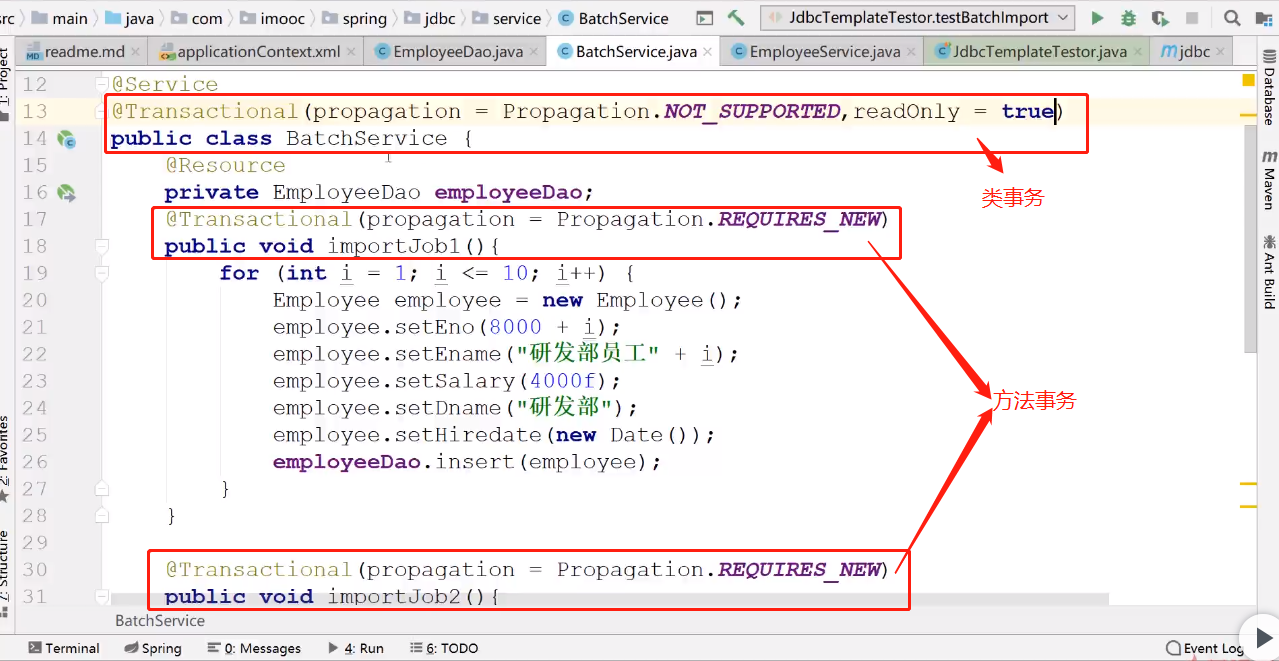 rc main java com imooc spring jdbc service BatchService JdbcTemplateTestor.testBatchImport
readme.md applicationContext.xml EmployeeDao.java BatchService.java EmployeeService.java JdbcTemplateTestor.java jdbc
1: Project
Database
Maven
Ant Build
12 @Service
13 @Transactional(propagation = Propagation.NOT_SUPPORTED,readOnly = true)
14 public class BatchService {
15 @Resource
16 private EmployeeDao employeeDao;
17 @Transactional(propagation = Propagation.REQUIRES_NEW)
18 public void importJob1(){
19 for (int i = 1; i <= 10; i++) {
20 Employee employee = new Employee();
21 employee.setEno(8000 + i);
22 employee.setEname("研发部员工" + i);
23 employee.setSalary(4000f);
24 employee.setDname("研发部");
25 employee.setHiredate(new Date());
26 employeeDao.insert(employee);
27 }
28 }
29
30 @Transactional(propagation = Propagation.REQUIRES_NEW)
31 public void importJob2(){
类事务
方法事务
2: Favorites
Z: Structure
BatchService
Terminal Spring 0: Messages 4: Run 6: TODO Event Log